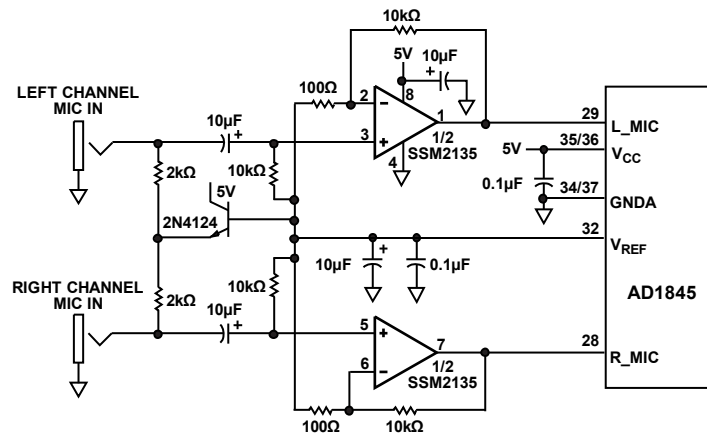 10kΩ
5V
10µF
+
100Ω
LEFT CHANNEL
MIC IN
2
–
8
1
29
L_MIC
10µF
+
3
+
1/2
SSM2135
4
5V
35/36
VCC
2kΩ
10kΩ
0.1µF
34/37
GNDA
5V
2N4124
32
VREF
10µF
+
0.1µF
AD1845
RIGHT CHANNEL
MIC IN
2kΩ
10µF
+
10kΩ
5
+
7
28
R_MIC
6
–
1/2
SSM2135
100Ω
10kΩ